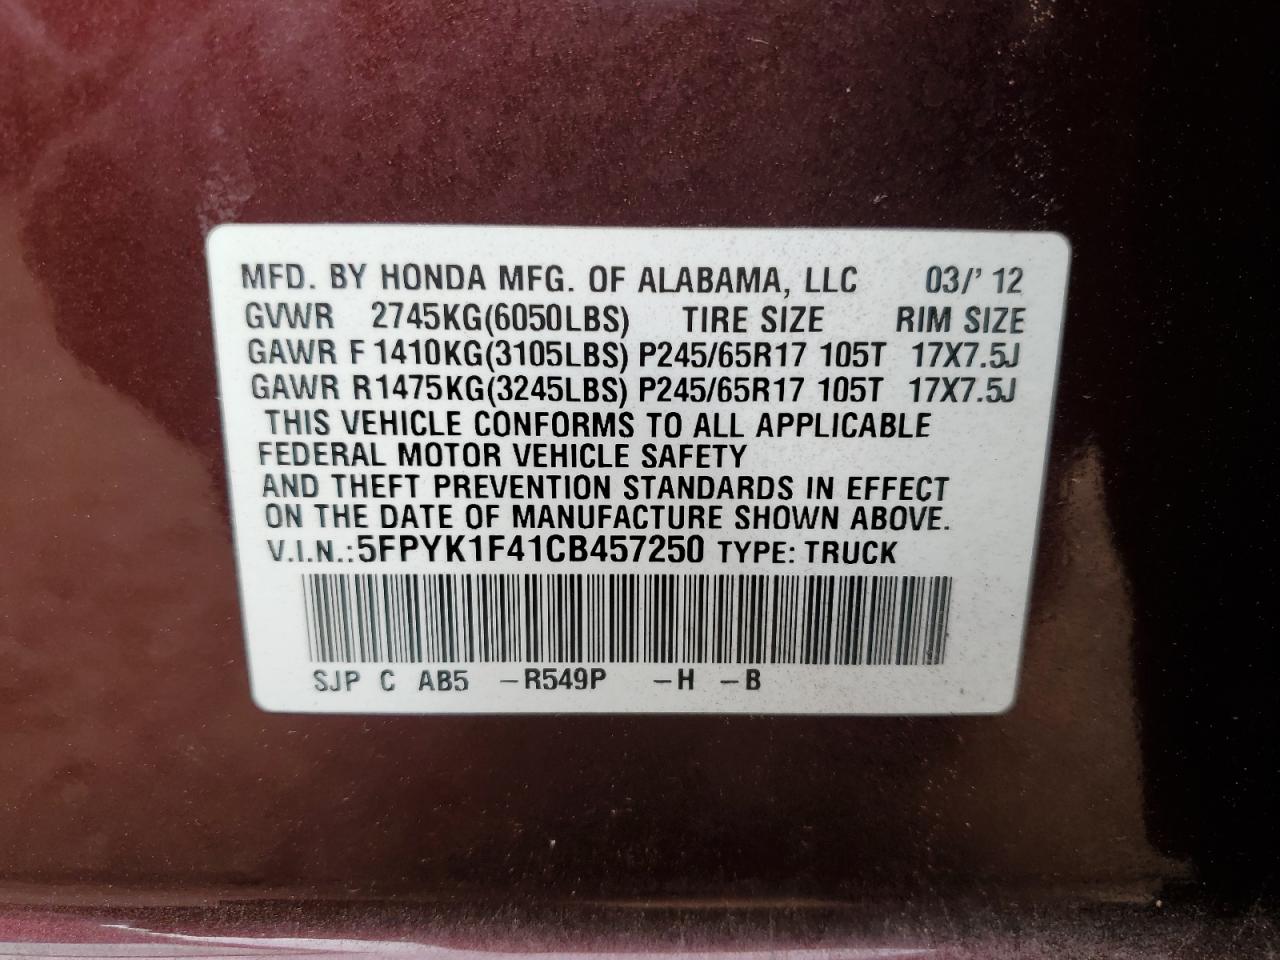 MFD. BY HONDA MFG. OF ALABAMA, LLC 03/' 12
GVWR 2745KG(6050LBS) TIRE SIZE RIM SIZE
GAWR F 1410KG(3105LBS) P245/65R17 105T 17X7.5J
GAWR R1475KG(3245LBS) P245/65R17 105T 17X7.5J
THIS VEHICLE CONFORMS TO ALL APPLICABLE
FEDERAL MOTOR VEHICLE SAFETY
AND THEFT PREVENTION STANDARDS IN EFFECT
ON THE DATE OF MANUFACTURE SHOWN ABOVE.
V.I.N.:5FPYK1F41CB457250 TYPE: TRUCK
SJP C AB5 -R549P -H -B